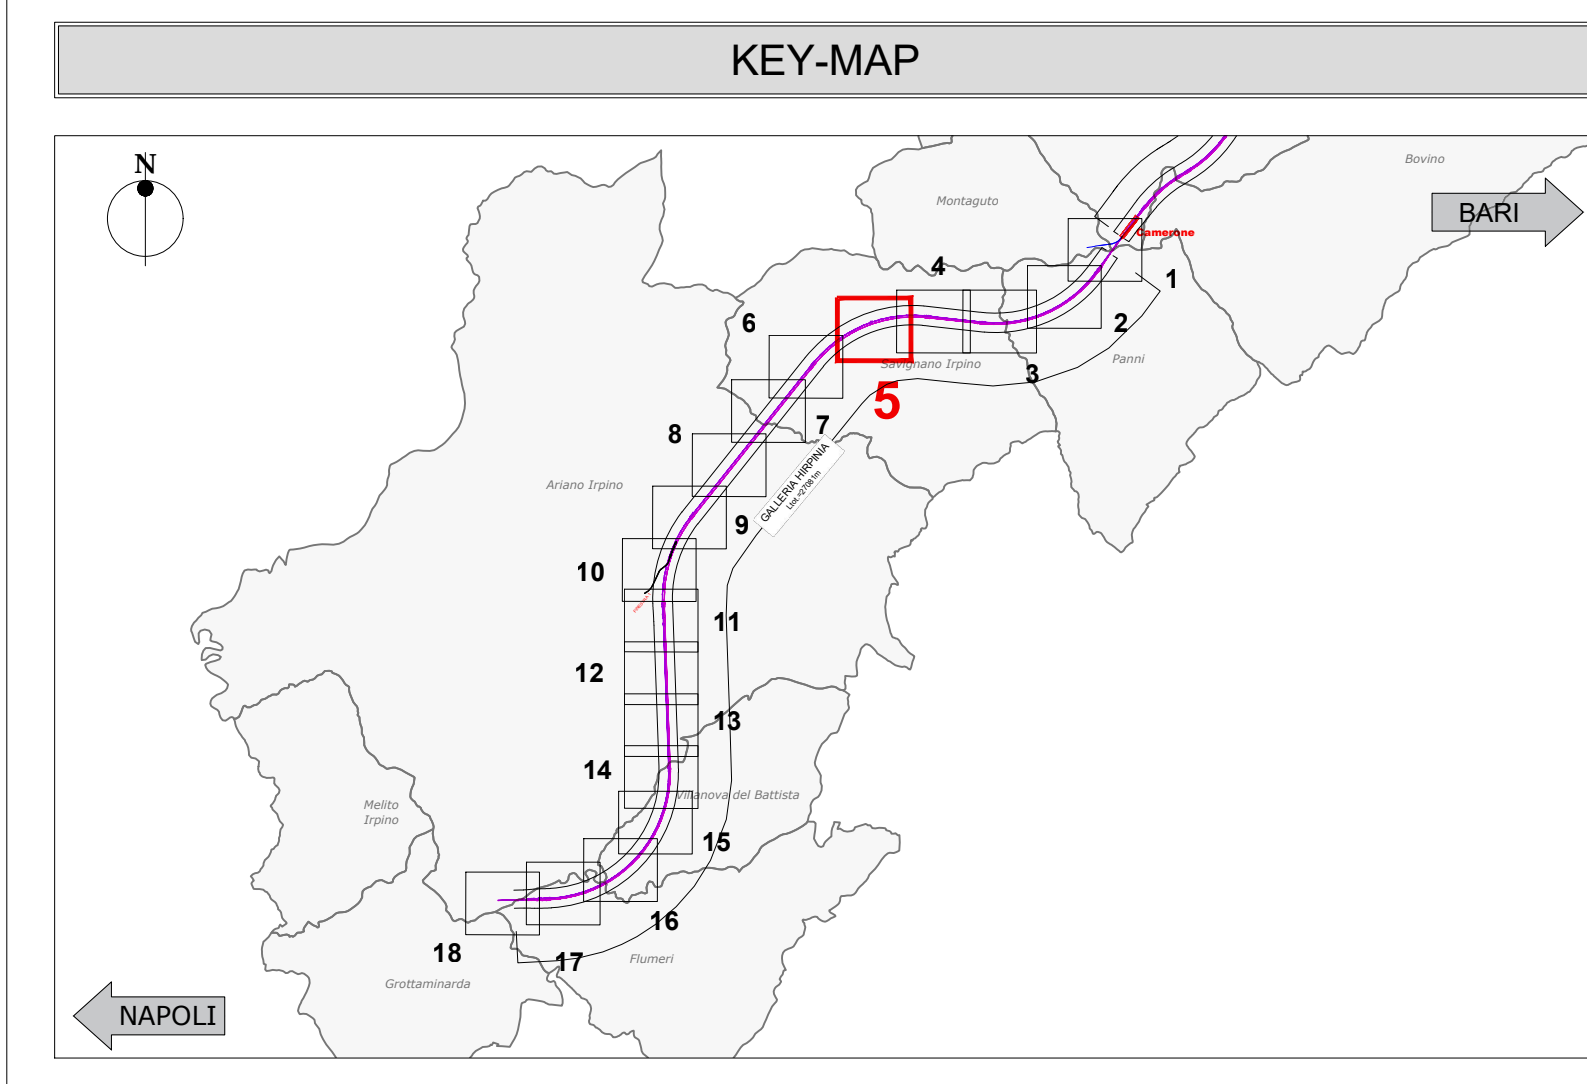 KEY-MAP
N
Bovino
Montaguto
BARI
Camerone
4
1
6
2
Savignano Irpino
Panni
3
5
7
8
GALLERIA HIRPINIA
Ltot.=27081m
Ariano Irpino
9
10
11
12
13
14
Villanova del Battista
Melito
Irpino
15
16
18
17
Flumeri
Grottaminarda
NAPOLI